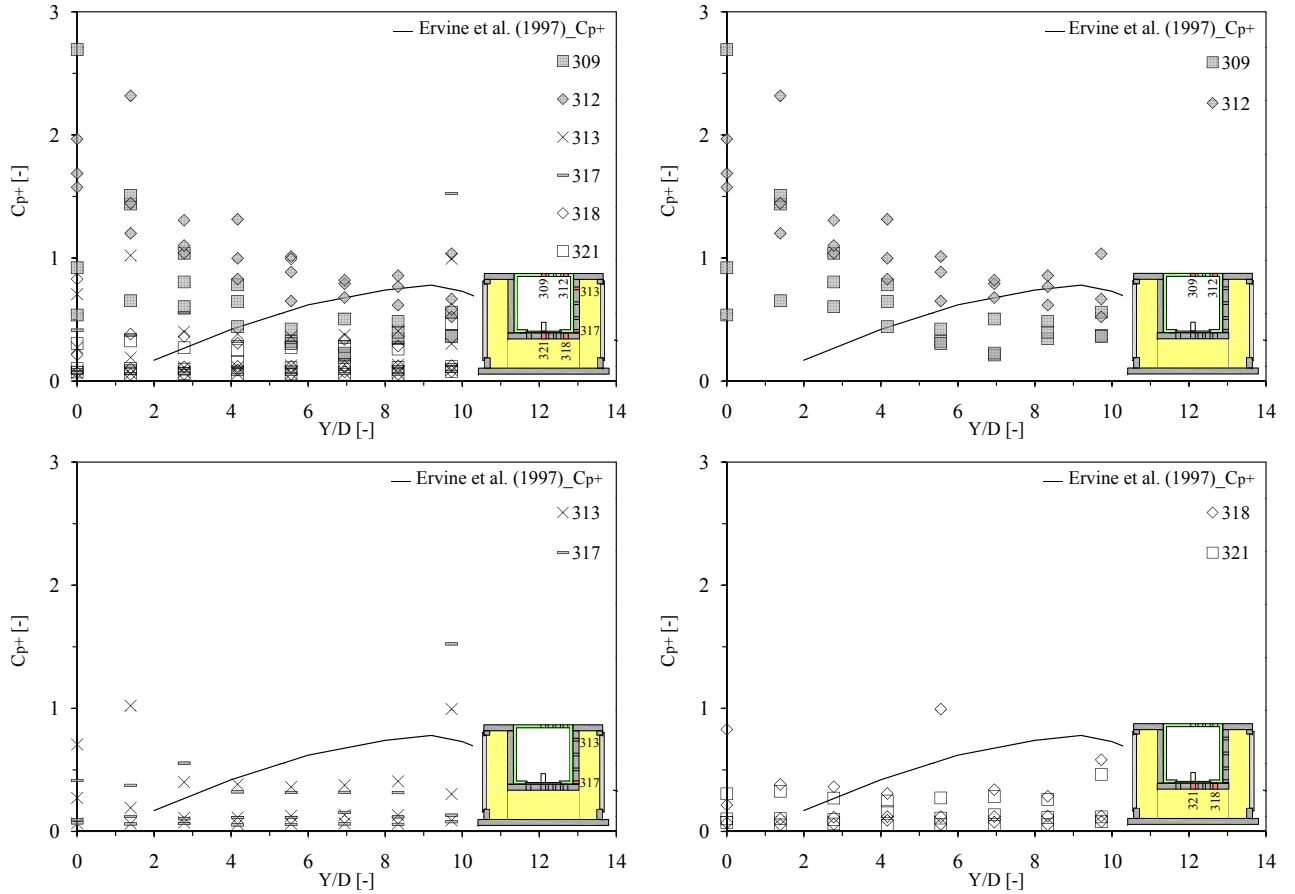 3
2
1
0
Cp+ [-]
Ervine et al. (1997)_Cp+
309
312
313
317
318
321
309
312
313
317
321
318
0 2 4 6 8 10 12 14
Y/D [-]
3
2
1
0
Cp+ [-]
Ervine et al. (1997)_Cp+
309
312
309
312
0 2 4 6 8 10 12 14
Y/D [-]
3
2
1
0
Cp+ [-]
Ervine et al. (1997)_Cp+
313
317
313
317
0 2 4 6 8 10 12 14
Y/D [-]
3
2
1
0
Cp+ [-]
Ervine et al. (1997)_Cp+
318
321
321
318
0 2 4 6 8 10 12 14
Y/D [-]